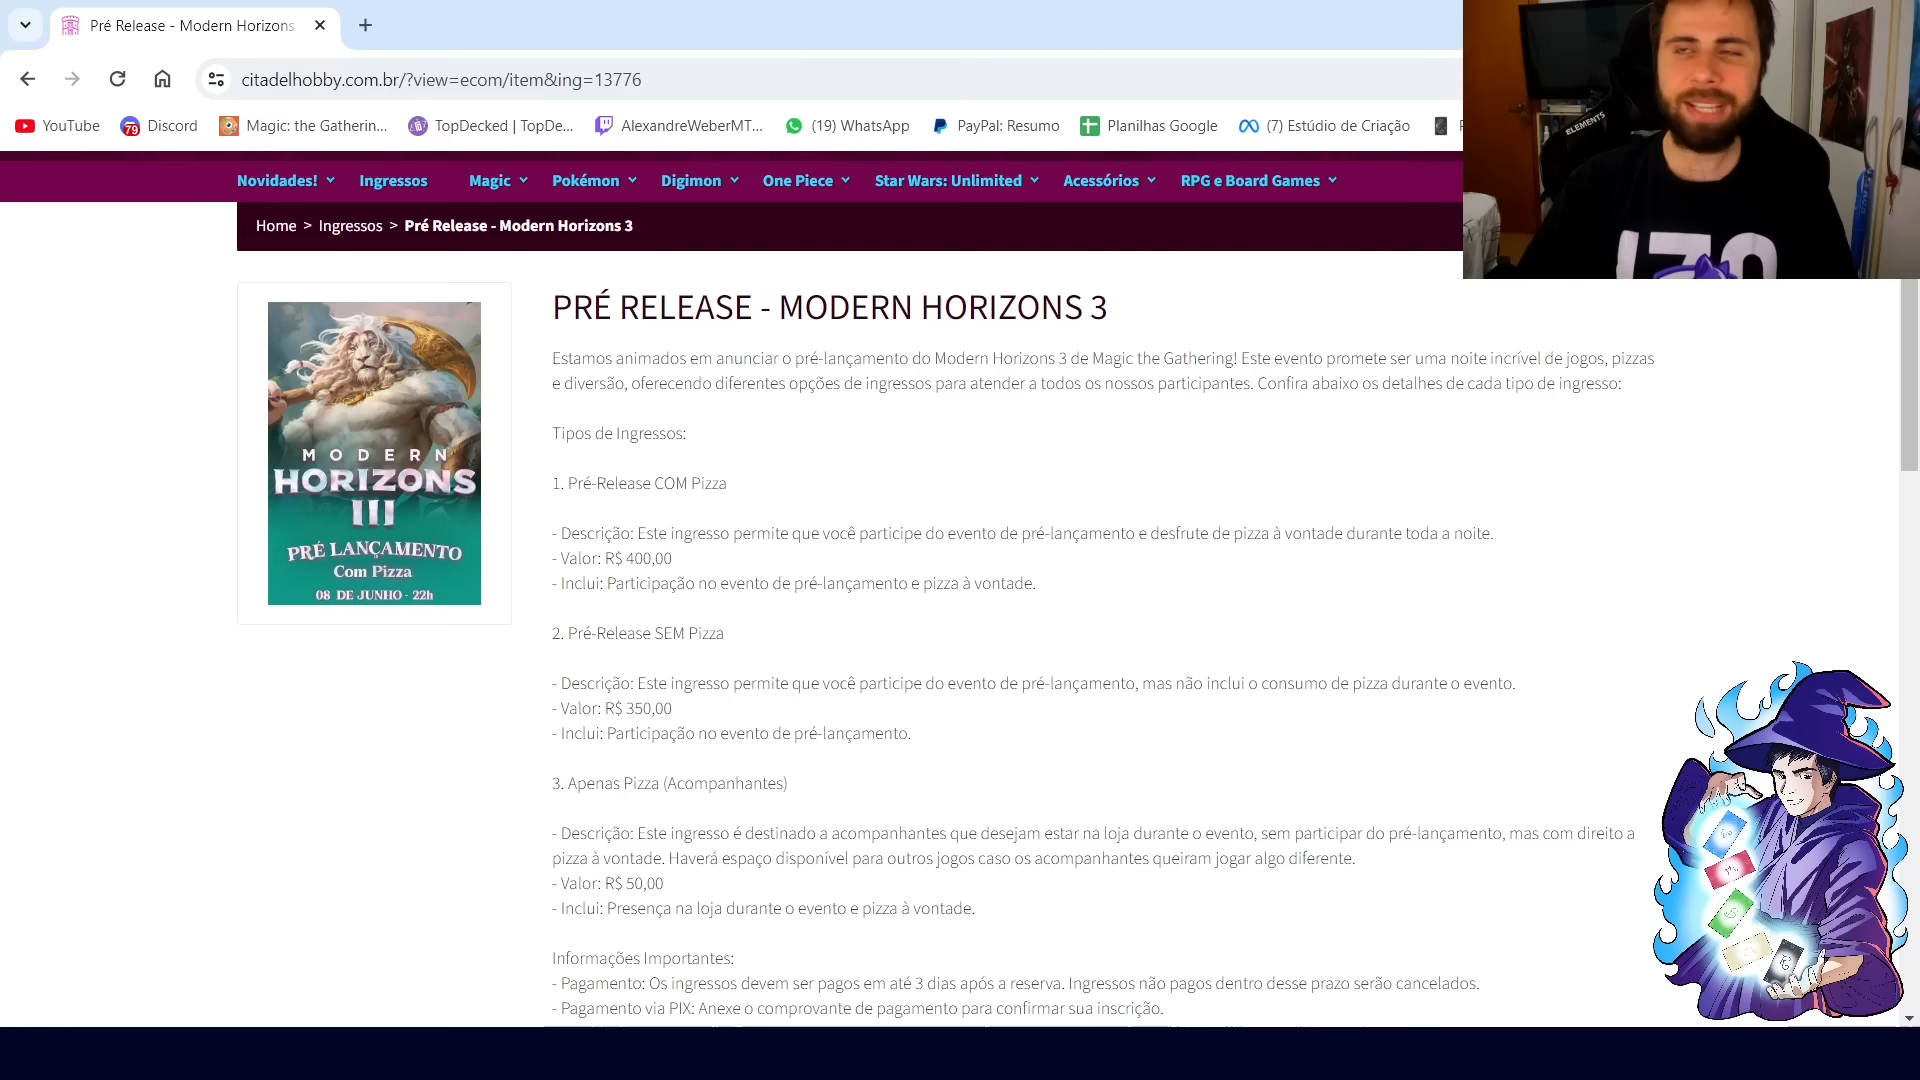 Pré Release - Modern Horizons
citadelhobby.com.br/?view=ecom/item&ing=13776
YouTube
79
Discord
Magic: the Gatherin...
TopDecked | TopDe...
AlexandreWeberMT...
(19) WhatsApp
PayPal: Resumo
Planilhas Google
(7) Estúdio de Criação
ELEMENTS
Novidades!
Ingressos
Magic
Pokémon
Digimon
One Piece
Star Wars: Unlimited
Acessórios
RPG e Board Games
Home > Ingressos > Pré Release - Modern Horizons 3
MODERN
HORIZONS
III
PRÉ LANÇAMENTO
Com Pizza
08 DE JUNHO - 22h
PRÉ RELEASE - MODERN HORIZONS 3
Estamos animados em anunciar o pré-lançamento do Modern Horizons 3 de Magic the Gathering! Este evento promete ser uma noite incrível de jogos, pizzas
e diversão, oferecendo diferentes opções de ingressos para atender a todos os nossos participantes. Confira abaixo os detalhes de cada tipo de ingresso:
Tipos de Ingressos:
1. Pré-Release COM Pizza
- Descrição: Este ingresso permite que você participe do evento de pré-lançamento e desfrute de pizza à vontade durante toda a noite.
- Valor: R$ 400,00
- Inclui: Participação no evento de pré-lançamento e pizza à vontade.
2. Pré-Release SEM Pizza
- Descrição: Este ingresso permite que você participe do evento de pré-lançamento, mas não inclui o consumo de pizza durante o evento.
- Valor: R$ 350,00
- Inclui: Participação no evento de pré-lançamento.
3. Apenas Pizza (Acompanhantes)
- Descrição: Este ingresso é destinado a acompanhantes que desejam estar na loja durante o evento, sem participar do pré-lançamento, mas com direito a
pizza à vontade. Haverá espaço disponível para outros jogos caso os acompanhantes queiram jogar algo diferente.
- Valor: R$ 50,00
- Inclui: Presença na loja durante o evento e pizza à vontade.
Informações Importantes:
- Pagamento: Os ingressos devem ser pagos em até 3 dias após a reserva. Ingressos não pagos dentro desse prazo serão cancelados.
- Pagamento via PIX: Anexe o comprovante de pagamento para confirmar sua inscrição.